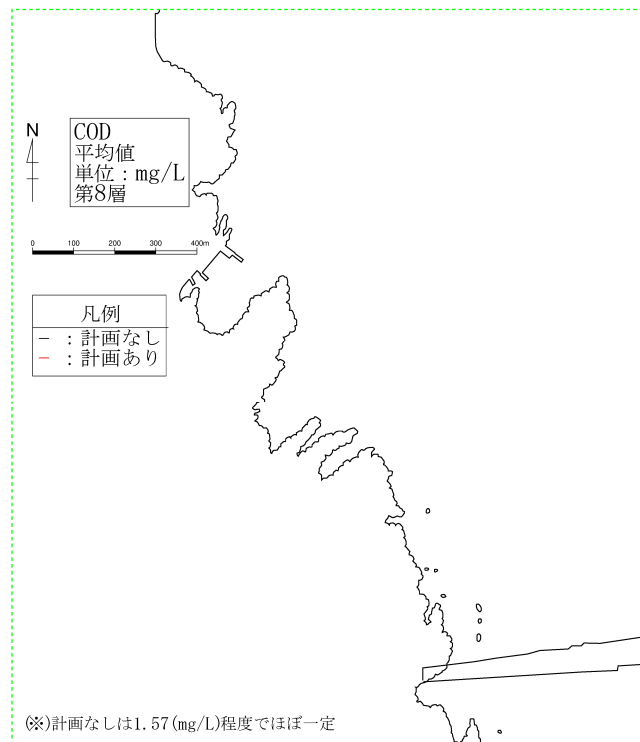 N
COD
平均値
単位：mg/L
第8層
0 100 200 300 400m
凡例
－ ：計画なし
－ ：計画あり
(※)計画なしは1.57(mg/L)程度でほぼ一定